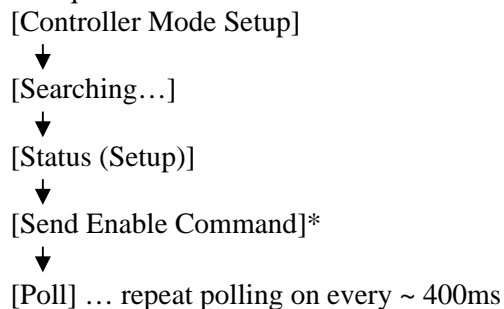 [Controller Mode Setup]
[Searching…]
[Status (Setup)]
[Send Enable Command]*
[Poll] … repeat polling on every ~ 400ms